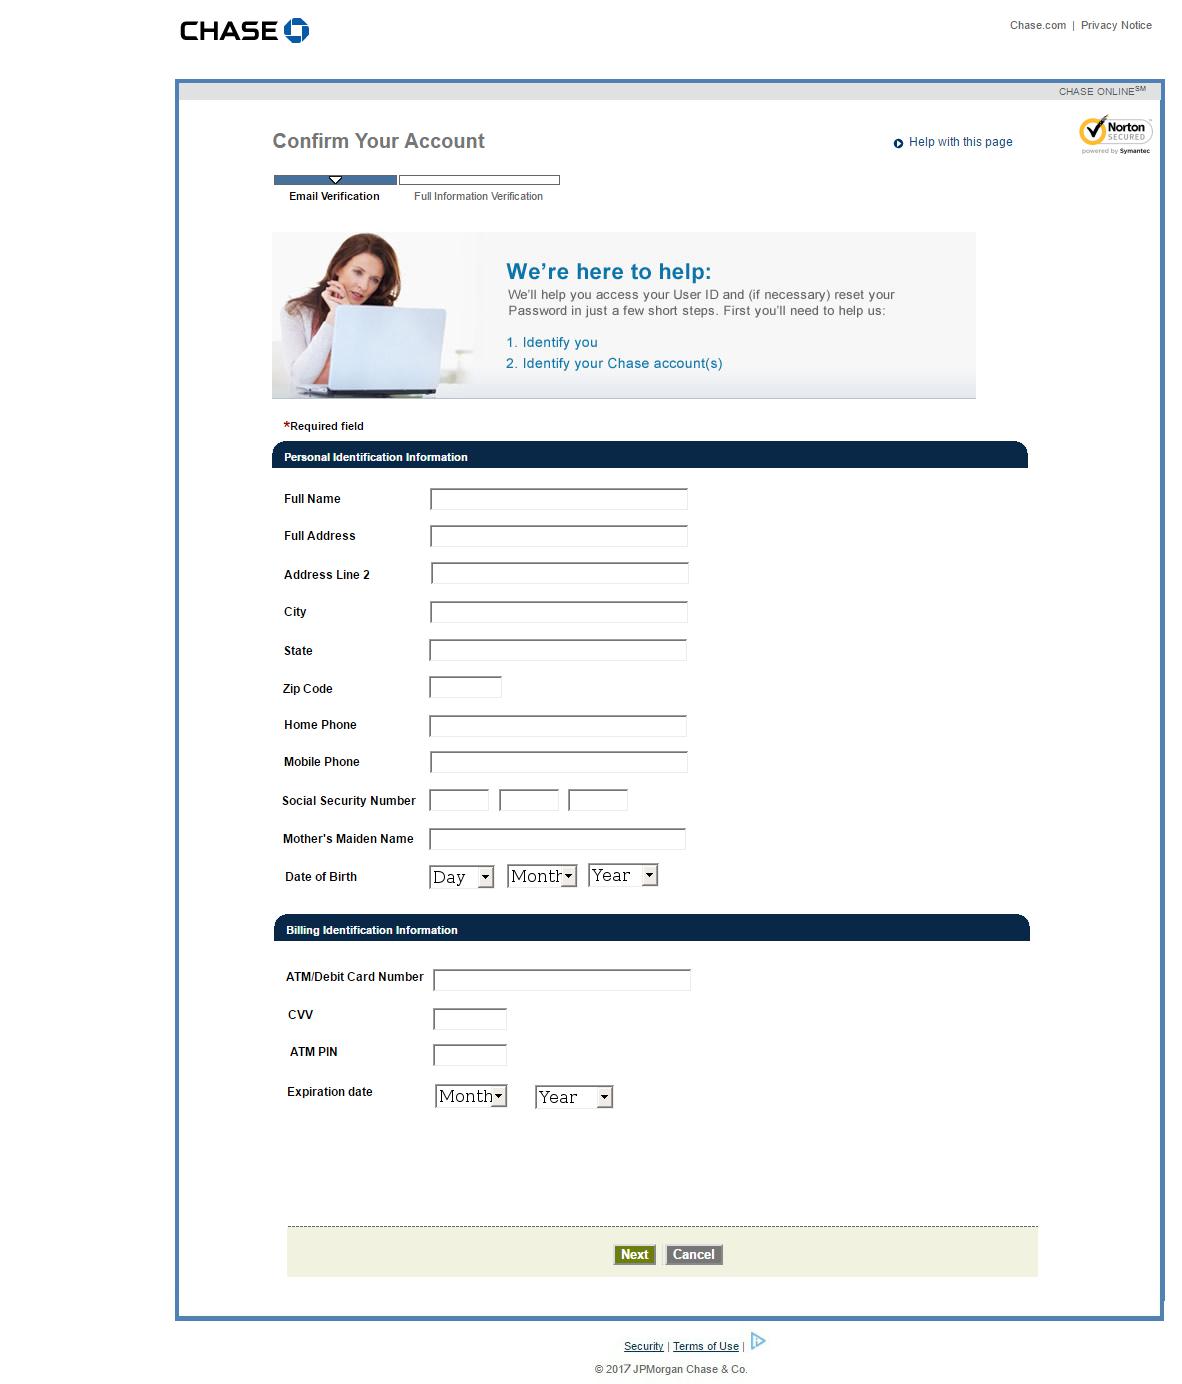 CHASE
Chase.com | Privacy Notice
CHASE ONLINE℠
Confirm Your Account
Help with this page
Norton
SECURED
powered by Symantec
Email Verification
Full Information Verification
We’re here to help:
We’ll help you access your User ID and (if necessary) reset your
Password in just a few short steps. First you’ll need to help us:
1. Identify you
2. Identify your Chase account(s)
*Required field
Personal Identification Information
Full Name
Full Address
Address Line 2
City
State
Zip Code
Home Phone
Mobile Phone
Social Security Number
Mother's Maiden Name
Date of Birth Day Month Year
Billing Identification Information
ATM/Debit Card Number
CVV
ATM PIN
Expiration date Month Year
Next Cancel
Security | Terms of Use |
© 2017 JPMorgan Chase & Co.